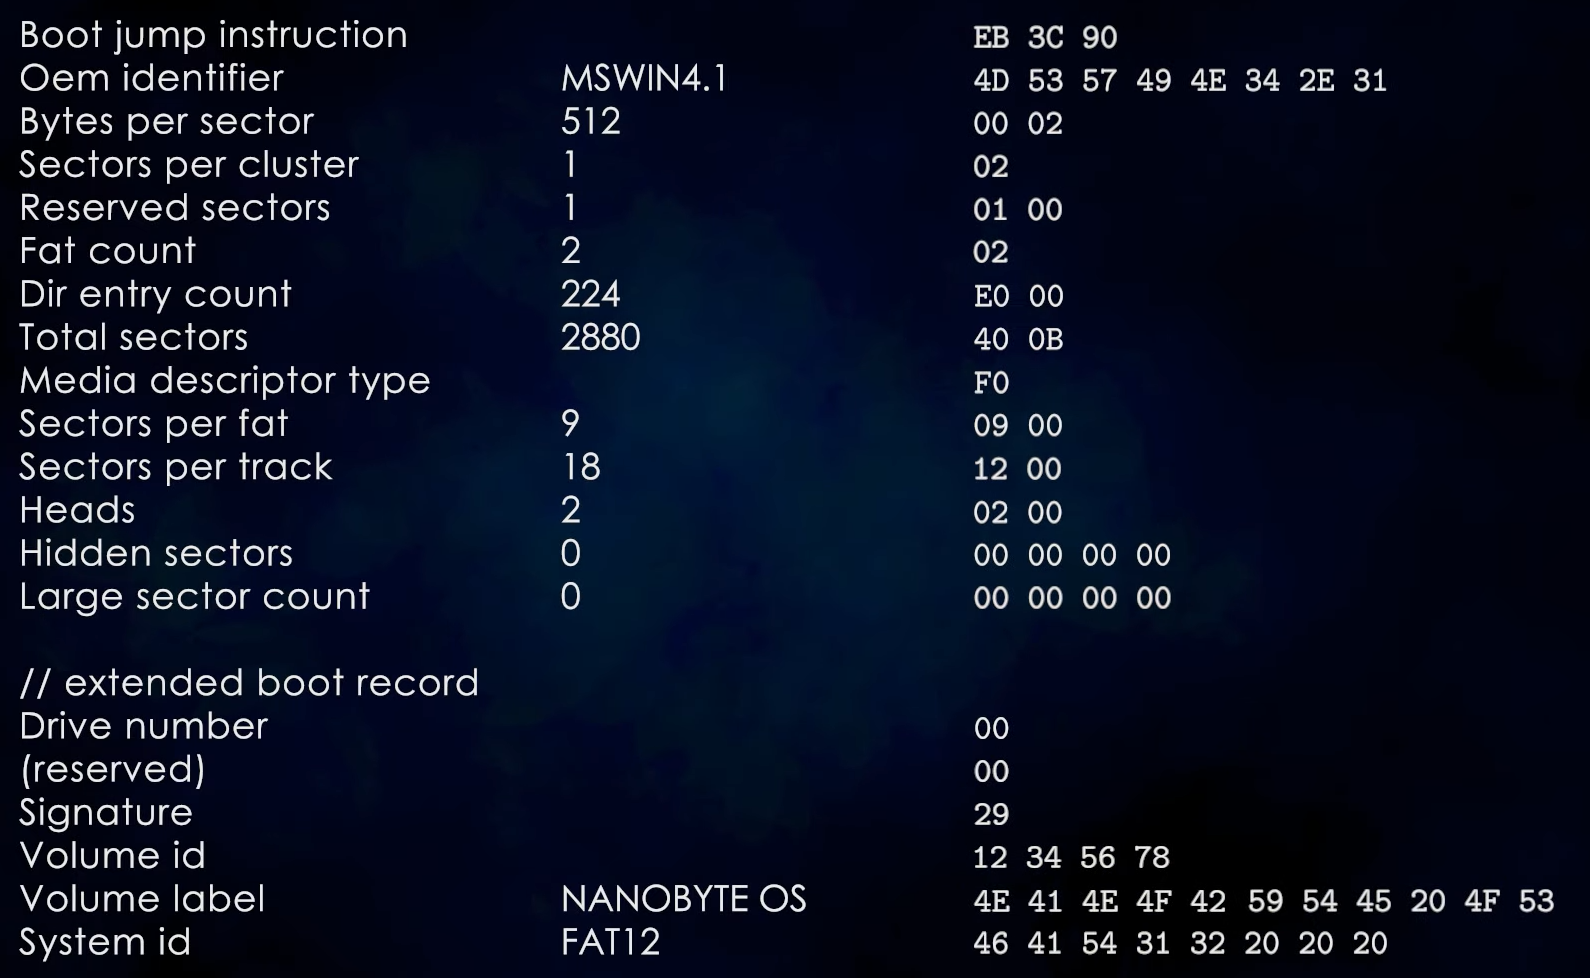 Boot jump instruction EB 3C 90
Oem identifier MSWIN4.1 4D 53 57 49 4E 34 2E 31
Bytes per sector 512 00 02
Sectors per cluster 1 02
Reserved sectors 1 01 00
Fat count 2 02
Dir entry count 224 E0 00
Total sectors 2880 40 0B
Media descriptor type F0
Sectors per fat 9 09 00
Sectors per track 18 12 00
Heads 2 02 00
Hidden sectors 0 00 00 00 00
Large sector count 0 00 00 00 00
// extended boot record
Drive number 00
(reserved) 00
Signature 29
Volume id 12 34 56 78
Volume label NANOBYTE OS 4E 41 4E 4F 42 59 54 45 20 4F 53
System id FAT12 46 41 54 31 32 20 20 20